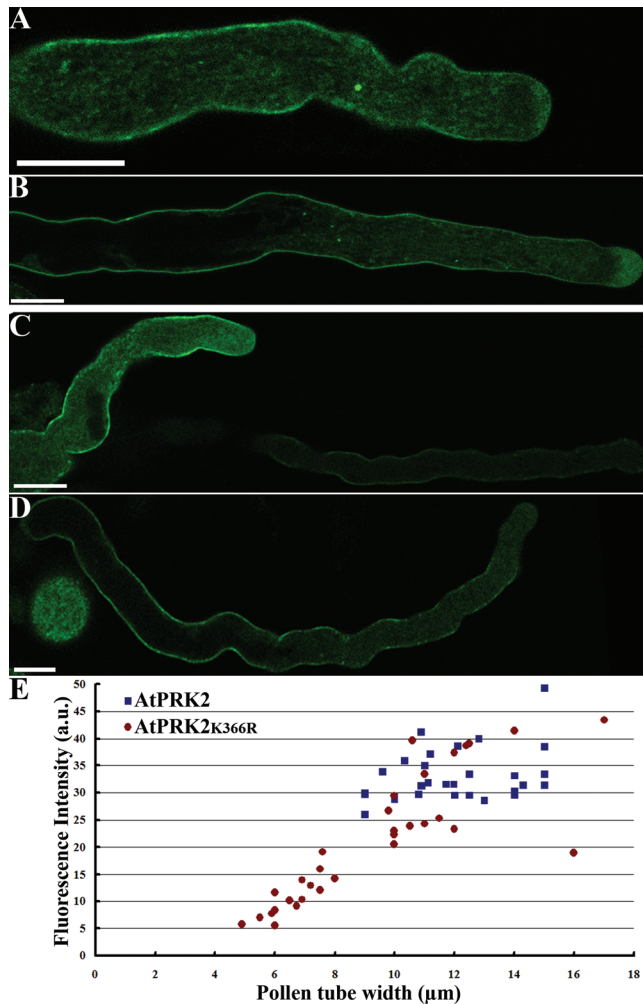 A
B
C
D
E
50
45
40
35
30
25
20
15
10
5
0
Fluorescence Intensity (a.u.)
AtPRK2
AtPRK2K366R
0 2 4 6 8 10 12 14 16 18
Pollen tube width (μm)